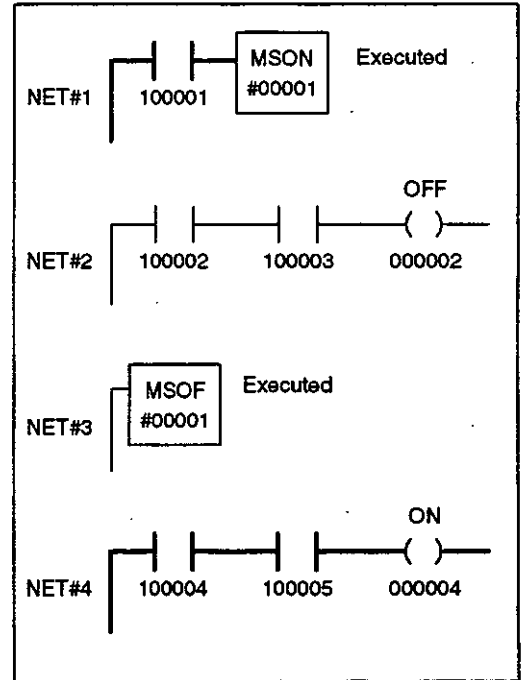 MSON Executed
#00001
NET#1 100001
OFF
( )
NET#2 100002 100003 000002
MSOF Executed
#00001
NET#3
ON
( )
NET#4 100004 100005 000004